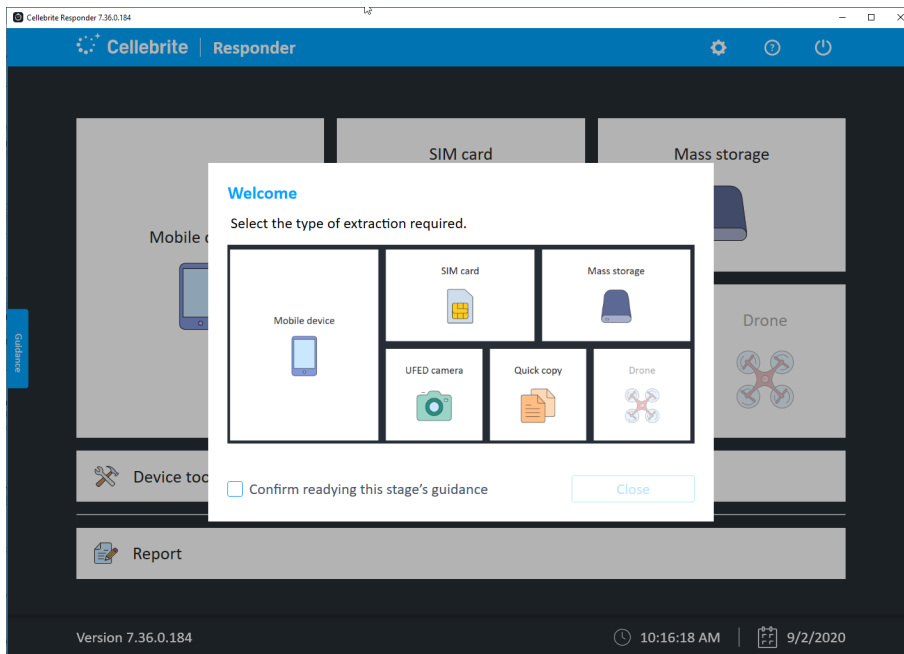 Cellebrite Responder 7.36.0.184
Cellebrite Responder
SIM card
Mass storage
Mobile d
Drone
Guidance
Welcome
Select the type of extraction required.
SIM card
Mass storage
Mobile device
UFED camera
Quick copy
Drone
Confirm readying this stage's guidance
Close
Device too
Report
Version 7.36.0.184
10:16:18 AM
9/2/2020